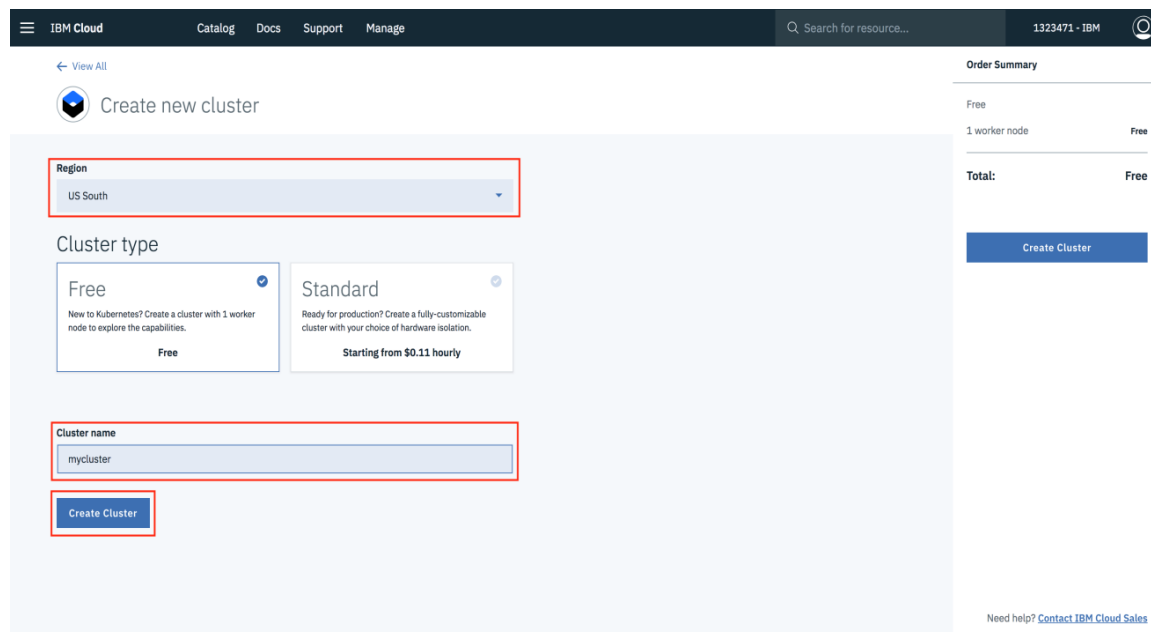 IBM Cloud Catalog Docs Support Manage Search for resource... 1323471 - IBM
← View All
Create new cluster
Region
US South
Cluster type
Free
New to Kubernetes? Create a cluster with 1 worker
node to explore the capabilities.
Free
Standard
Ready for production? Create a fully-customizable
cluster with your choice of hardware isolation.
Starting from $0.11 hourly
Cluster name
mycluster
Create Cluster
Order Summary
Free
1 worker node Free
Total: Free
Create Cluster
Need help? Contact IBM Cloud Sales